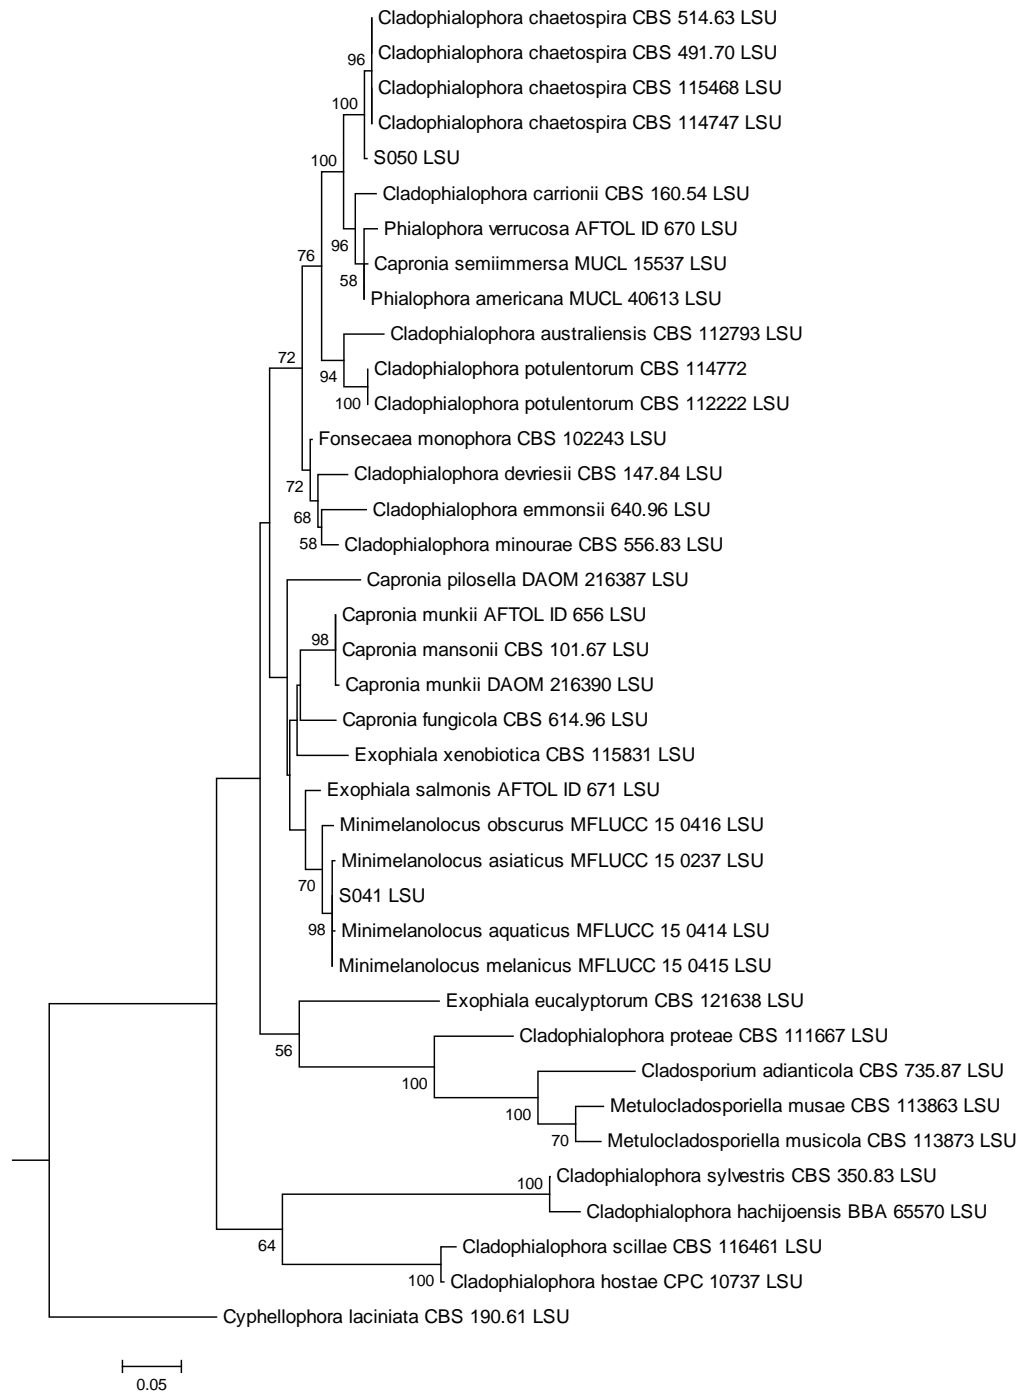 Cladophialophora chaetospira CBS 514.63 LSU
Cladophialophora chaetospira CBS 491.70 LSU
96
Cladophialophora chaetospira CBS 115468 LSU
100
Cladophialophora chaetospira CBS 114747 LSU
100
S050 LSU
Cladophialophora carrionii CBS 160.54 LSU
Phialophora verrucosa AFTOL ID 670 LSU
96
76
Capronia semiimmersa MUCL 15537 LSU
58
Phialophora americana MUCL 40613 LSU
Cladophialophora australiensis CBS 112793 LSU
72
Cladophialophora potulentorum CBS 114772
94
100
Cladophialophora potulentorum CBS 112222 LSU
Fonsecaea monophora CBS 102243 LSU
Cladophialophora devriesii CBS 147.84 LSU
72
Cladophialophora emmonsii 640.96 LSU
68
58
Cladophialophora minourae CBS 556.83 LSU
Capronia pilosella DAOM 216387 LSU
Capronia munkii AFTOL ID 656 LSU
98
Capronia mansonii CBS 101.67 LSU
Capronia munkii DAOM 216390 LSU
Capronia fungicola CBS 614.96 LSU
Exophiala xenobiotica CBS 115831 LSU
Exophiala salmonis AFTOL ID 671 LSU
Minimelanolocus obscurus MFLUCC 15 0416 LSU
Minimelanolocus asiaticus MFLUCC 15 0237 LSU
70
S041 LSU
98
Minimelanolocus aquaticus MFLUCC 15 0414 LSU
Minimelanolocus melanicus MFLUCC 15 0415 LSU
Exophiala eucalyptorum CBS 121638 LSU
Cladophialophora proteae CBS 111667 LSU
56
Cladosporium adianticola CBS 735.87 LSU
100
Metulocladosporiella musae CBS 113863 LSU
100
70
Metulocladosporiella musicola CBS 113873 LSU
Cladophialophora sylvestris CBS 350.83 LSU
100
Cladophialophora hachijoensis BBA 65570 LSU
64
Cladophialophora scillae CBS 116461 LSU
100
Cladophialophora hostae CPC 10737 LSU
Cyphellophora laciniata CBS 190.61 LSU
0.05